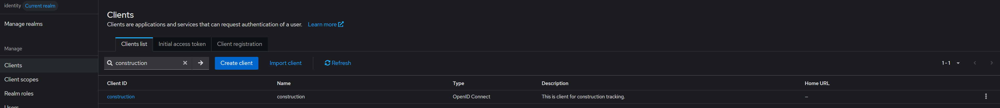 identity Current realm
Manage realms
Manage
Clients
Client scopes
Realm roles
Users
Clients
Clients are applications and services that can request authentication of a user. Learn more
Clients list Initial access token Client registration
construction Create client Import client Refresh 1 - 1
Client ID Name Type Description Home URL
construction construction OpenID Connect This is client for construction tracking. —